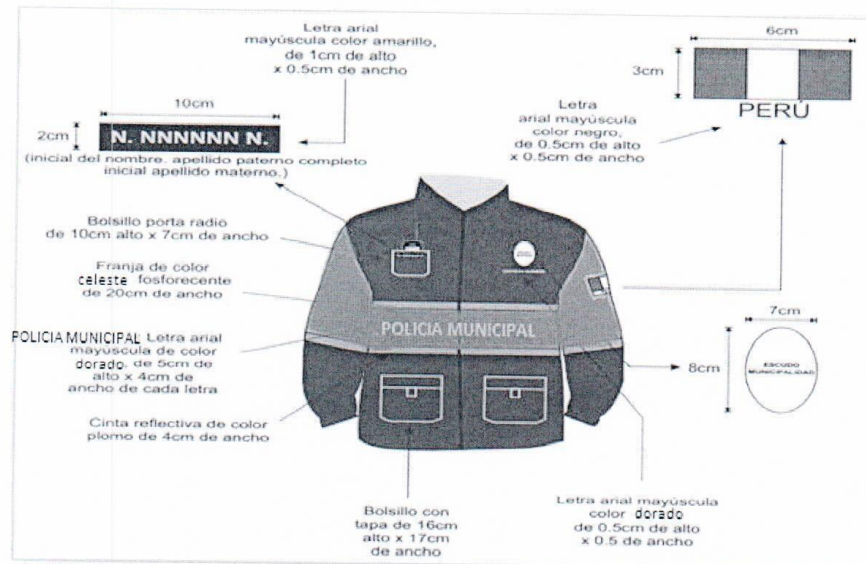 Letra arial
mayúscula color amarillo,
de 1cm de alto
x 0.5cm de ancho
6cm
3cm
PERÚ
10cm
2cm
N. NNNNNN N.
(inicial del nombre. apellido paterno completo
inicial apellido materno.)
Letra
arial mayúscula
color negro,
de 0.5cm de alto
x 0.5cm de ancho
Bolsillo porta radio
de 10cm alto x 7cm de ancho
Franja de color
celeste fosforecente
de 20cm de ancho
POLICIA MUNICIPAL Letra arial
mayúscula de color
dorado, de 5cm de
alto x 4cm de
ancho de cada letra
Cinta reflectiva de color
plomo de 4cm de ancho
POLICIA MUNICIPAL
7cm
8cm
ESCUDO
MUNICIPALIDAD
Bolsillo con
tapa de 16cm
alto x 17cm
de ancho
Letra arial mayúscula
color dorado
de 0.5cm de alto
x 0.5 de ancho